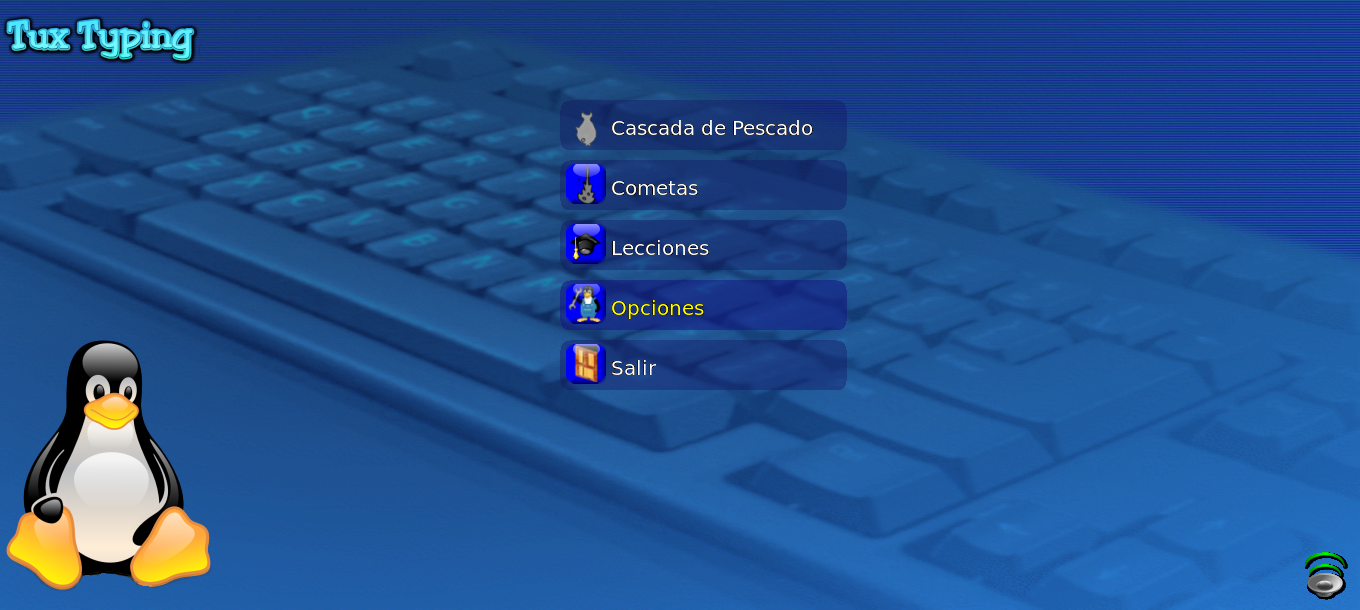 Tux Typing
Cascada de Pescado
Cometas
Lecciones
Opciones
Salir